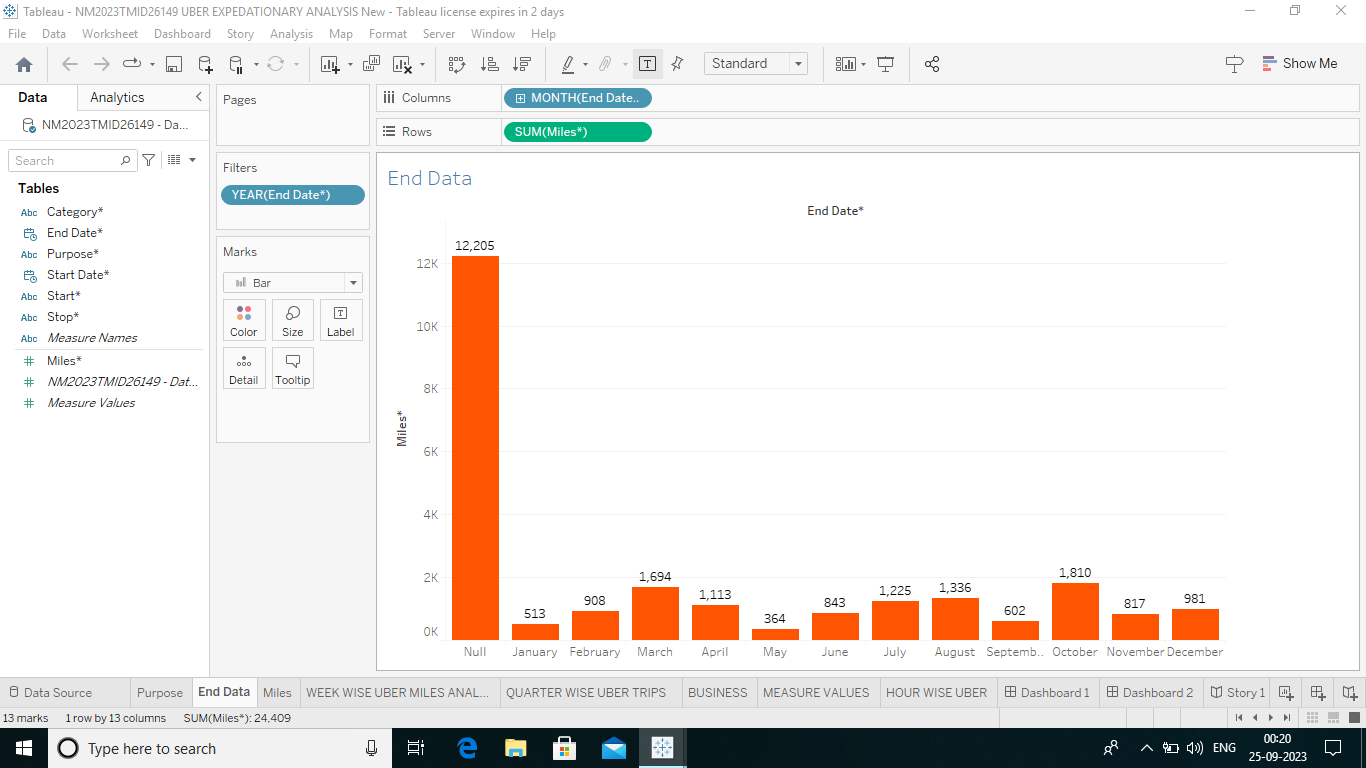 Tableau - NM2023TMID26149 UBER EXPEDATIONARY ANALYSIS New - Tableau license expires in 2 days
File Data Worksheet Dashboard Story Analysis Map Format Server Window Help
Standard
Show Me
Data Analytics
NM2023TMID26149 - Da...
Search
Tables
Abc Category*
End Date*
Abc Purpose*
Start Date*
Abc Start*
Abc Stop*
Abc Measure Names
Miles*
NM2023TMID26149 - Dat...
Measure Values
Pages
Filters
YEAR(End Date*)
Marks
Bar
Color Size Label
Detail Tooltip
Columns MONTH(End Date..
Rows SUM(Miles*)
End Data
End Date*
Miles*
12K
10K
8K
6K
4K
2K
0K
12,205 513 908 1,694 1,113 364 843 1,225 1,336 602 1,810 817 981
Null January February March April May June July August Septemb.. October November December
Data Source Purpose End Data Miles WEEK WISE UBER MILES ANAL... QUARTER WISE UBER TRIPS BUSINESS MEASURE VALUES HOUR WISE UBER Dashboard 1 Dashboard 2 Story 1
13 marks 1 row by 13 columns SUM(Miles*): 24,409
Type here to search
ENG
00:20
25-09-2023